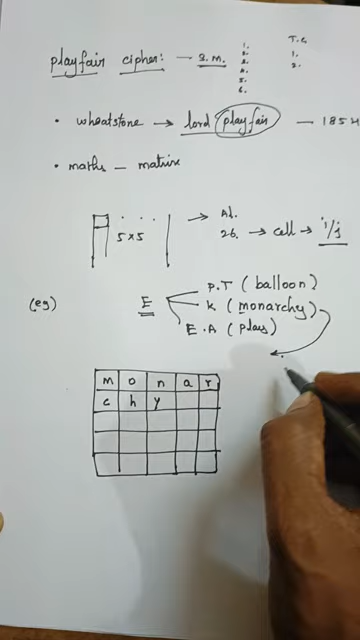 playfair cipher: — S.M.
1.
2.
3.
4.
5.
6.
T.C
1.
2.
• wheatstone → lord playfair — 1854
• maths — matrix
5×5 → Al.
26. → cell → i/j
(eg) E P.T (balloon)
K (monarchy)
E.A (plays)
m o n a r
c h y